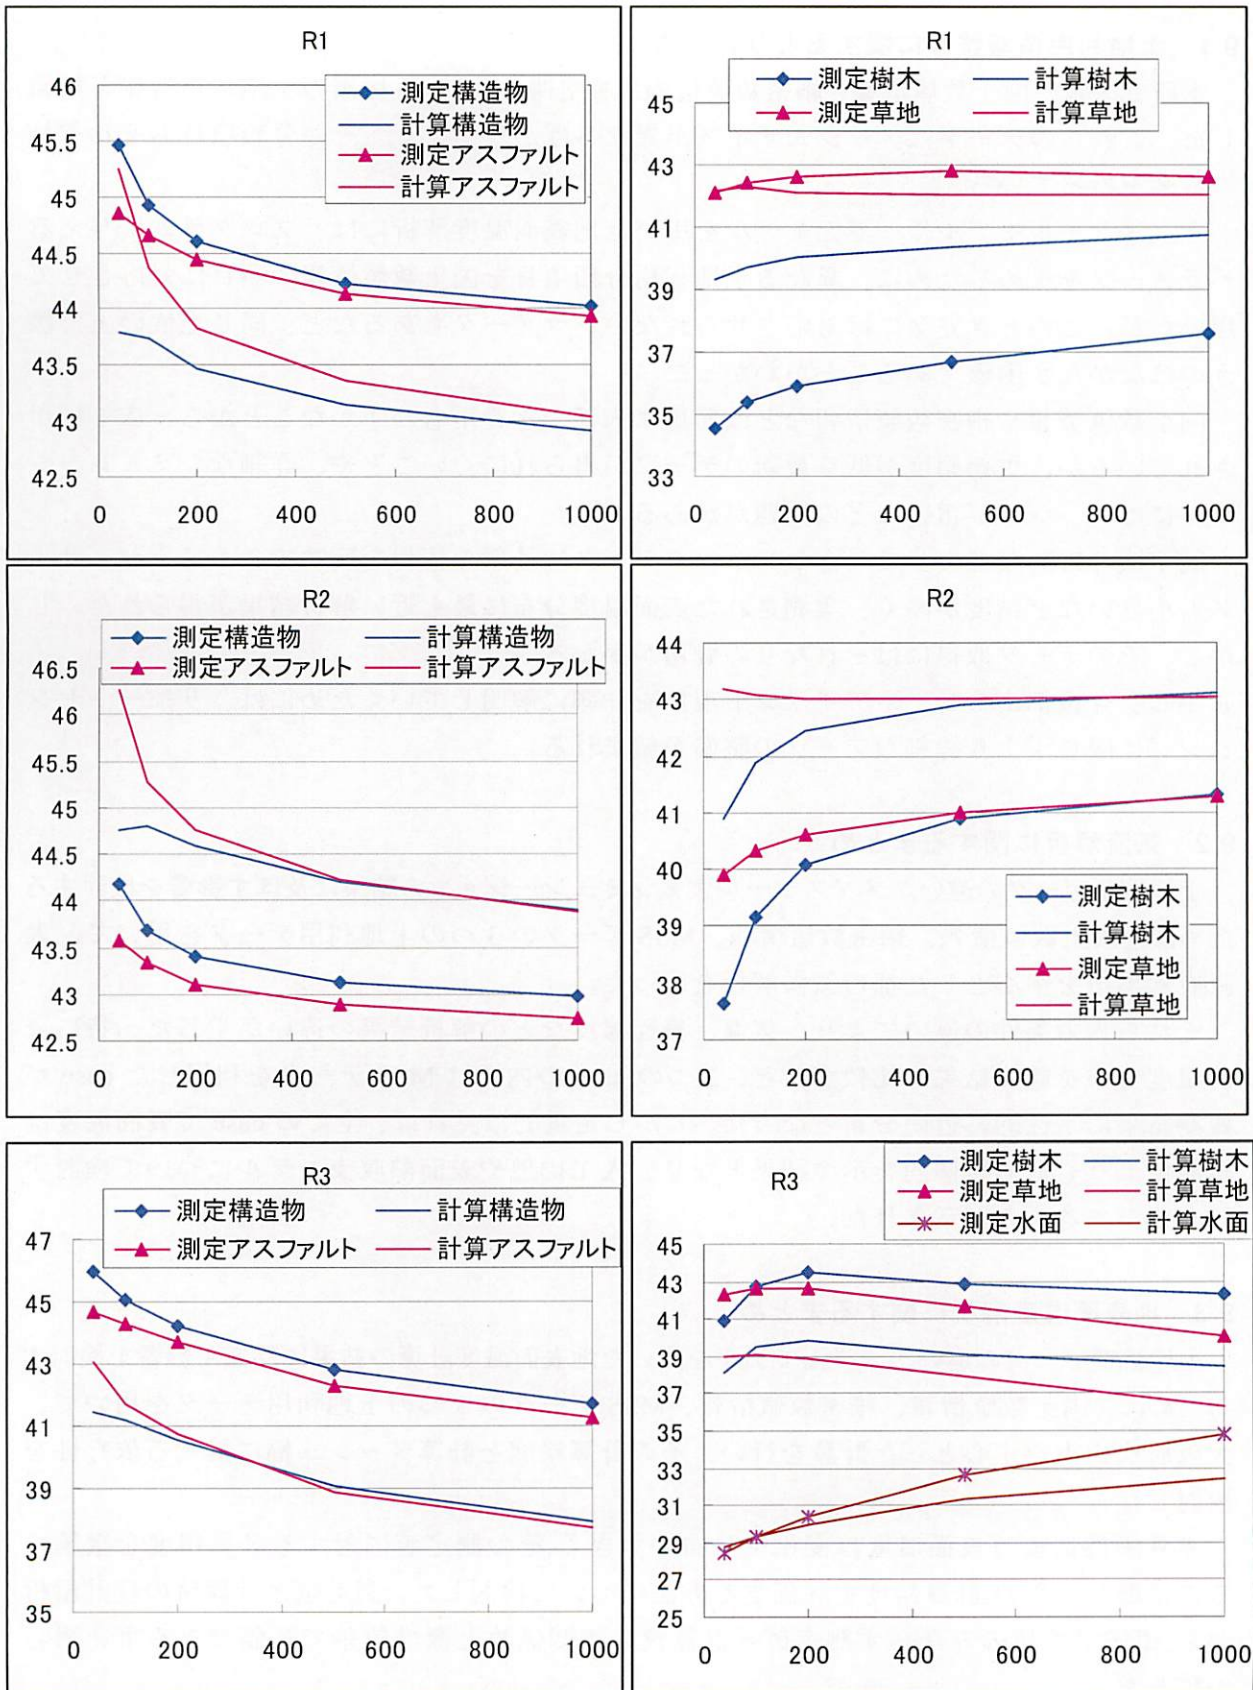 R1
測定構造物
計算構造物
測定アスファルト
計算アスファルト
46
45.5
45
44.5
44
43.5
43
42.5
0 200 400 600 800 1000
R1
測定樹木 計算樹木
測定草地 計算草地
45
43
41
39
37
35
33
0 200 400 600 800 1000
R2
測定構造物 計算構造物
測定アスファルト 計算アスファルト
46.5
46
45.5
45
44.5
44
43.5
43
42.5
0 200 400 600 800 1000
R2
44
43
42
41
40
39
38
37
測定樹木
計算樹木
測定草地
計算草地
0 200 400 600 800 1000
R3
測定構造物 計算構造物
測定アスファルト 計算アスファルト
47
45
43
41
39
37
35
0 200 400 600 800 1000
R3
測定樹木 計算樹木
測定草地 計算草地
測定水面 計算水面
45
43
41
39
37
35
33
31
29
27
25
0 200 400 600 800 1000